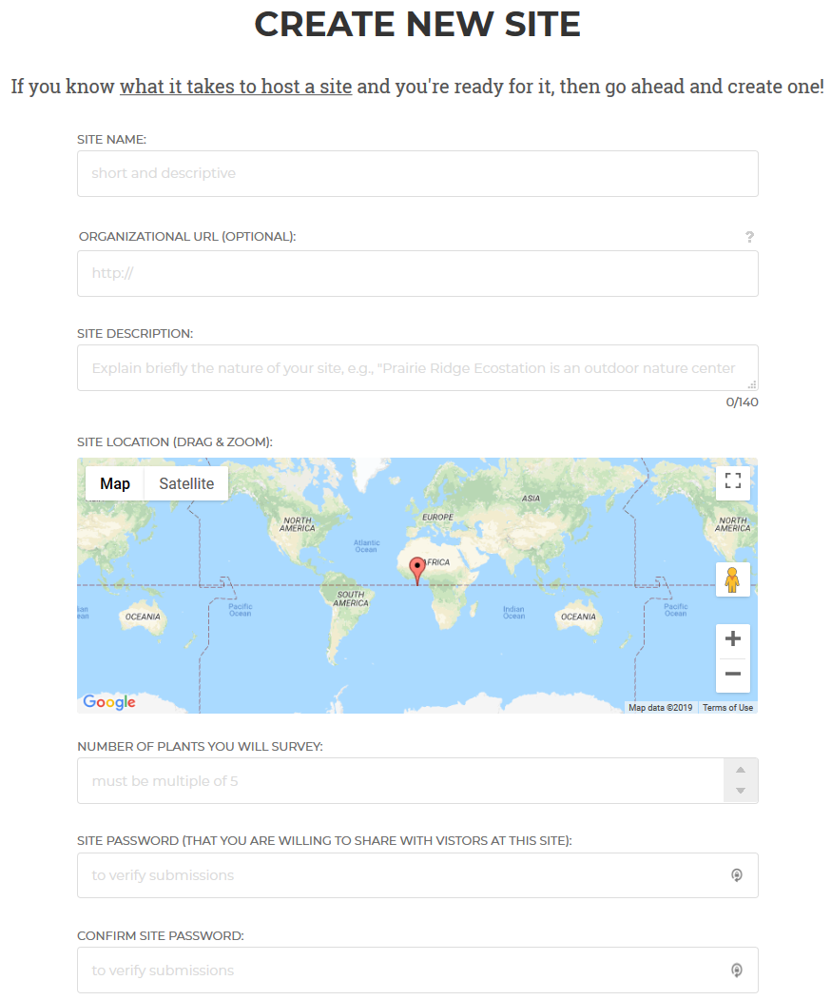 CREATE NEW SITE
If you know what it takes to host a site and you're ready for it, then go ahead and create one!
SITE NAME:
short and descriptive
ORGANIZATIONAL URL (OPTIONAL):
?
http://
SITE DESCRIPTION:
Explain briefly the nature of your site, e.g., "Prairie Ridge Ecostation is an outdoor nature center
0/140
SITE LOCATION (DRAG & ZOOM):
Map
Satellite
ASIA
EUROPE
NORTH
AMERICA
NORTH
AMERICA
Atlantic
Ocean
AFRICA
SOUTH
AMERICA
Pacific
Ocean
Indian
Ocean
Pacific
Ocean
OCEANIA
OCEANIA
Google
Map data ©2019
Terms of Use
NUMBER OF PLANTS YOU WILL SURVEY:
must be multiple of 5
SITE PASSWORD (THAT YOU ARE WILLING TO SHARE WITH VISTORS AT THIS SITE):
to verify submissions
CONFIRM SITE PASSWORD:
to verify submissions